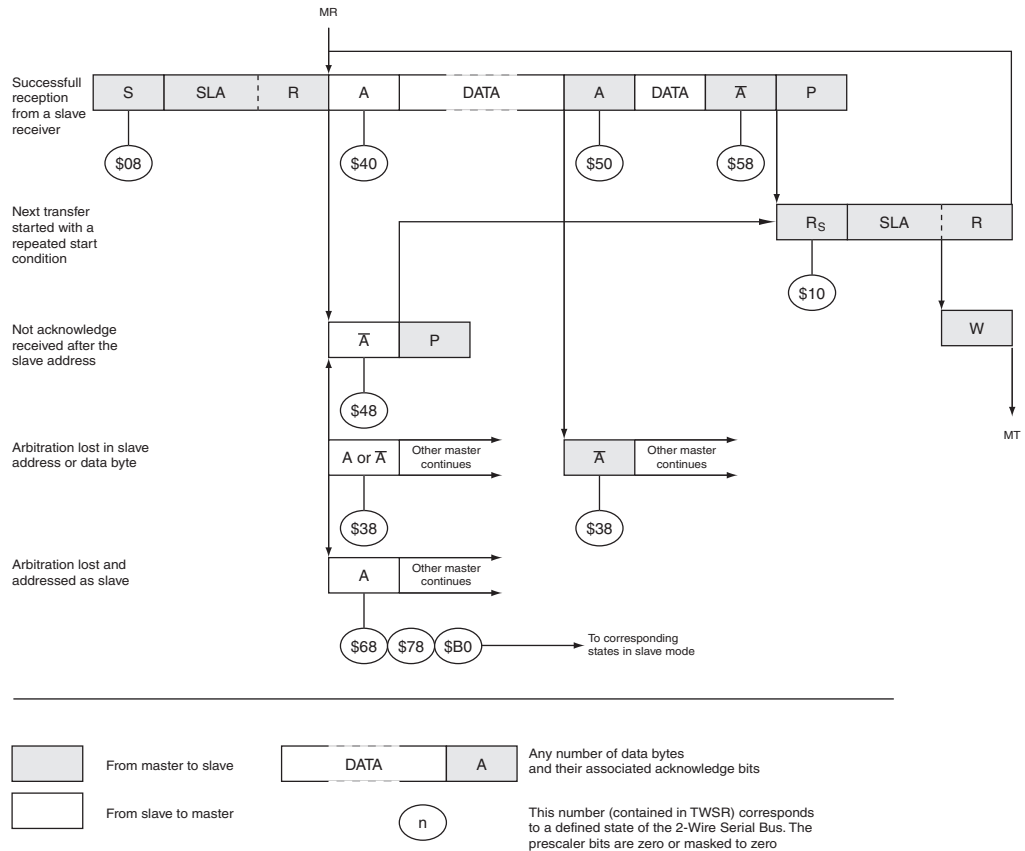 MR
Successfull
reception
from a slave
receiver
S SLA R A DATA A DATA A̅ P
$08 $40 $50 $58
Next transfer
started with a
repeated start
condition
RS SLA R
$10
Not acknowledge
received after the
slave address
A̅ P
W
$48
MT
Arbitration lost in slave
address or data byte
A or A̅ Other master
continues
A̅ Other master
continues
$38 $38
Arbitration lost and
addressed as slave
A Other master
continues
$68 $78 $B0 To corresponding
states in slave mode
From master to slave
DATA A Any number of data bytes
and their associated acknowledge bits
From slave to master
n This number (contained in TWSR) corresponds
to a defined state of the 2-Wire Serial Bus. The
prescaler bits are zero or masked to zero